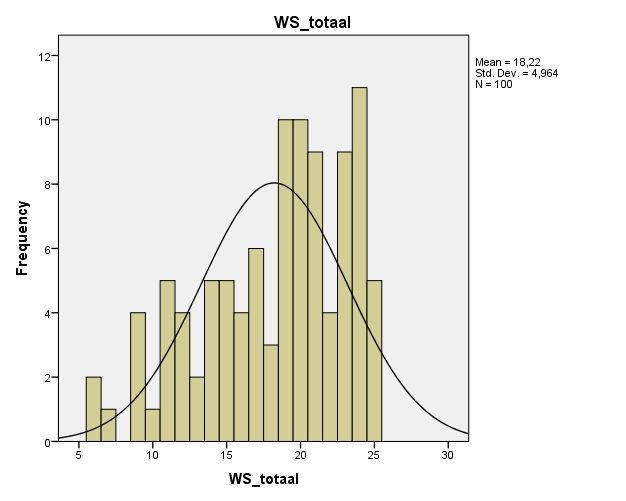 WS_totaal
Mean = 18,22
Std. Dev. = 4,964
N = 100
12
10
8
6
4
2
0
Frequency
5 10 15 20 25 30
WS_totaal